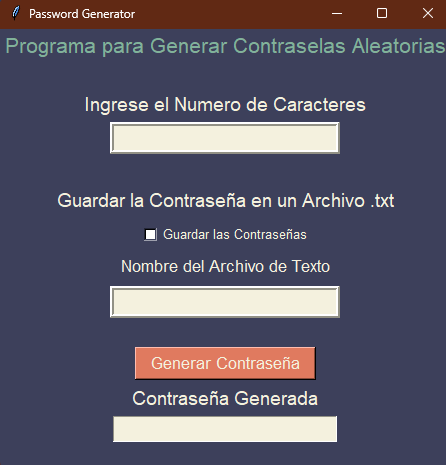 Password Generator
Programa para Generar Contraselas Aleatorias
Ingrese el Numero de Caracteres
Guardar la Contraseña en un Archivo .txt
Guardar las Contraseñas
Nombre del Archivo de Texto
Generar Contraseña
Contraseña Generada